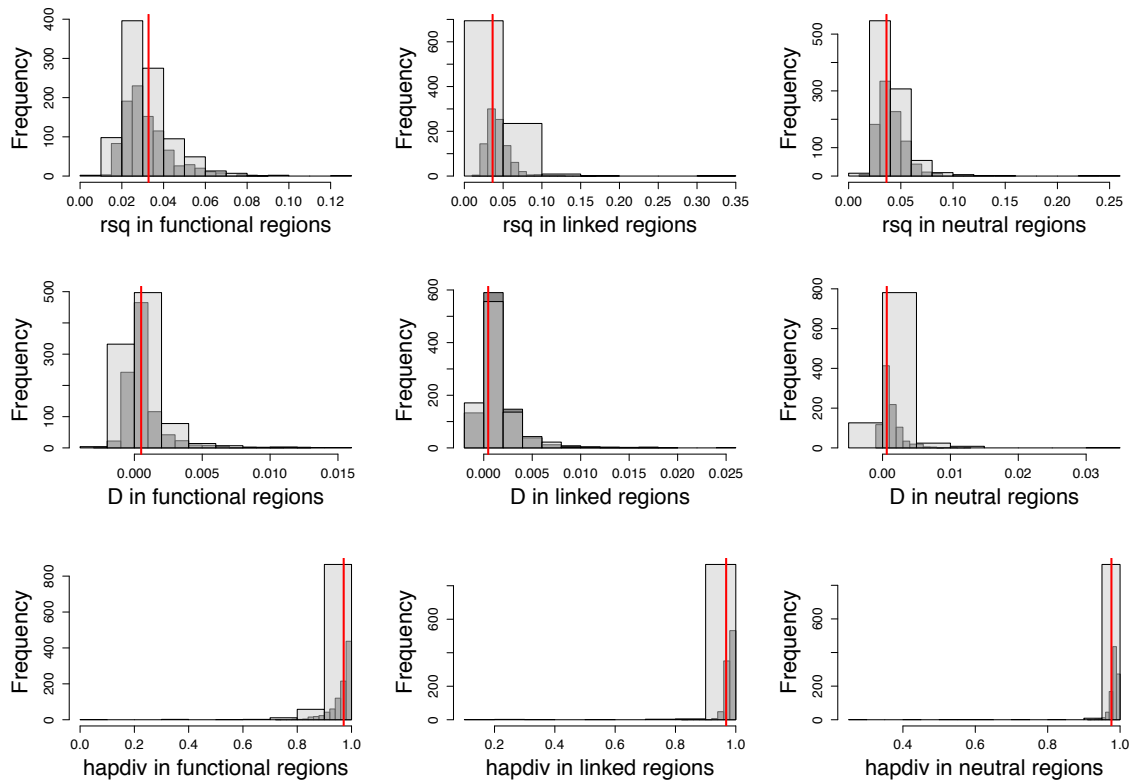 Frequency
0 100 200 300 400
0.00 0.02 0.04 0.06 0.08 0.10 0.12
rsq in functional regions
Frequency
0 200 400 600
0.00 0.05 0.10 0.15 0.20 0.25 0.30 0.35
rsq in linked regions
Frequency
0 100 300 500
0.00 0.05 0.10 0.15 0.20 0.25
rsq in neutral regions
Frequency
0 100 300 500
0.000 0.005 0.010 0.015
D in functional regions
Frequency
0 200 400 600
0.000 0.005 0.010 0.015 0.020 0.025
D in linked regions
Frequency
0 200 400 600 800
0.00 0.01 0.02 0.03
D in neutral regions
Frequency
0 200 400 600 800
0.0 0.2 0.4 0.6 0.8 1.0
hapdiv in functional regions
Frequency
0 200 600
0.2 0.4 0.6 0.8 1.0
hapdiv in linked regions
Frequency
0 200 600
0.4 0.6 0.8 1.0
hapdiv in neutral regions